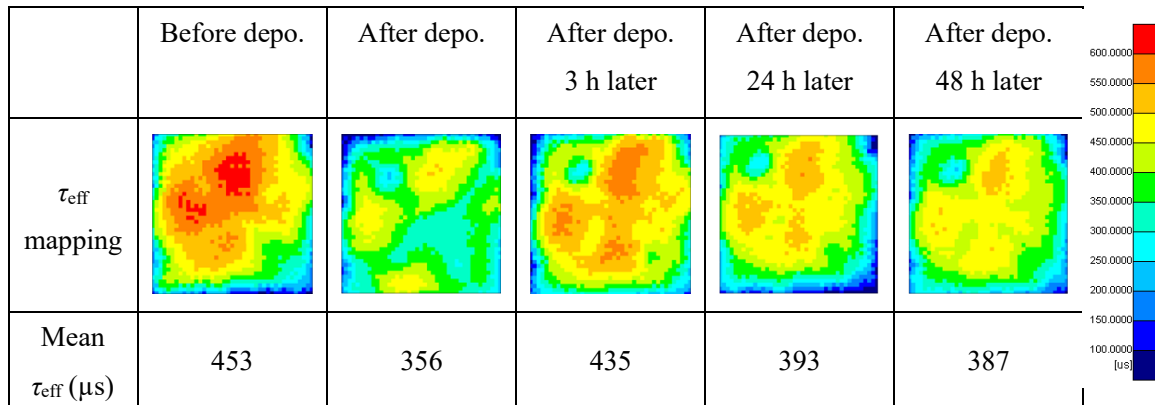 Before depo.
After depo.
After depo.
3 h later
After depo.
24 h later
After depo.
48 h later
τeff
mapping
Mean
τeff (μs)
453
356
435
393
387
600.0000
550.0000
500.0000
450.0000
400.0000
350.0000
300.0000
250.0000
200.0000
150.0000
100.0000
[us]